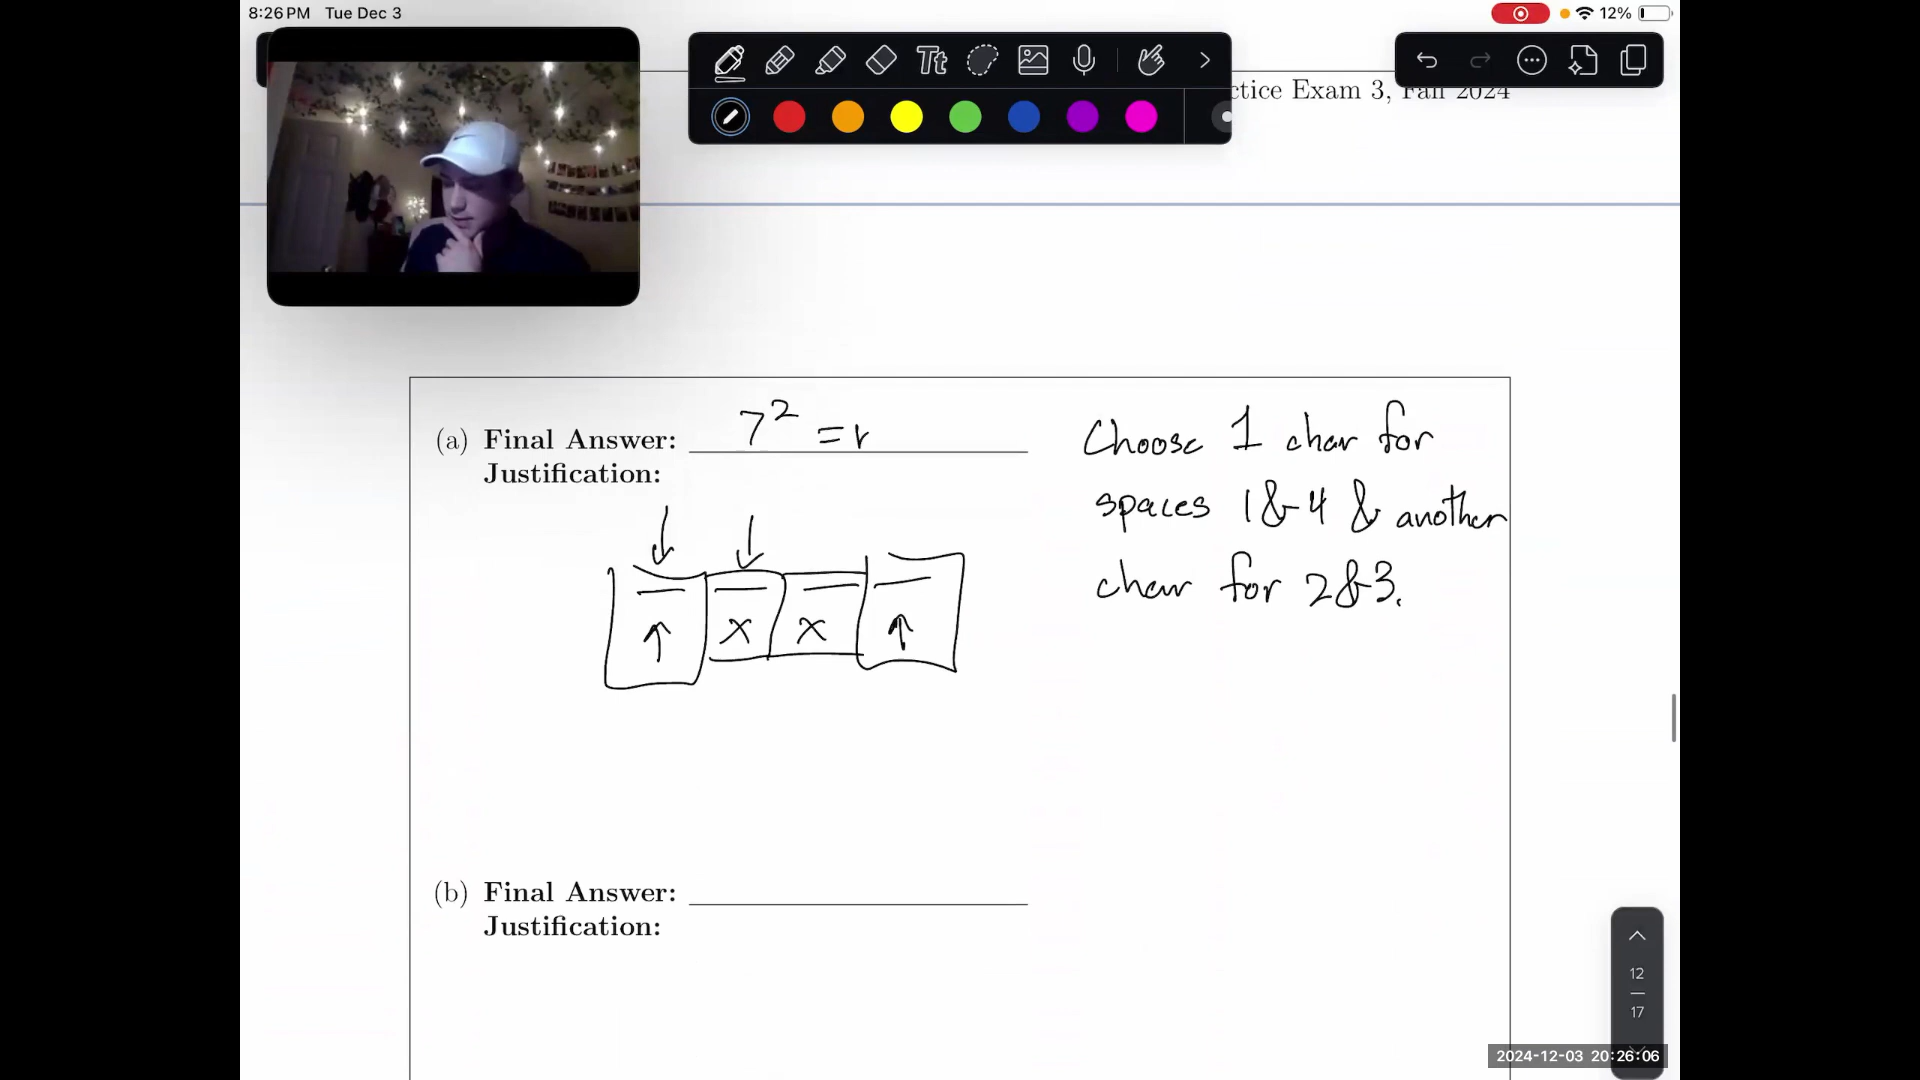 8:26 PM Tue Dec 3
12%
Tt
ctice Exam 3, Fall 2024
(a) Final Answer: 7² = r
Justification:
Choose 1 char for
spaces 1 & 4 & another
char for 2 & 3.
x x
(b) Final Answer:
Justification:
12
17
2024-12-03 20:26:06